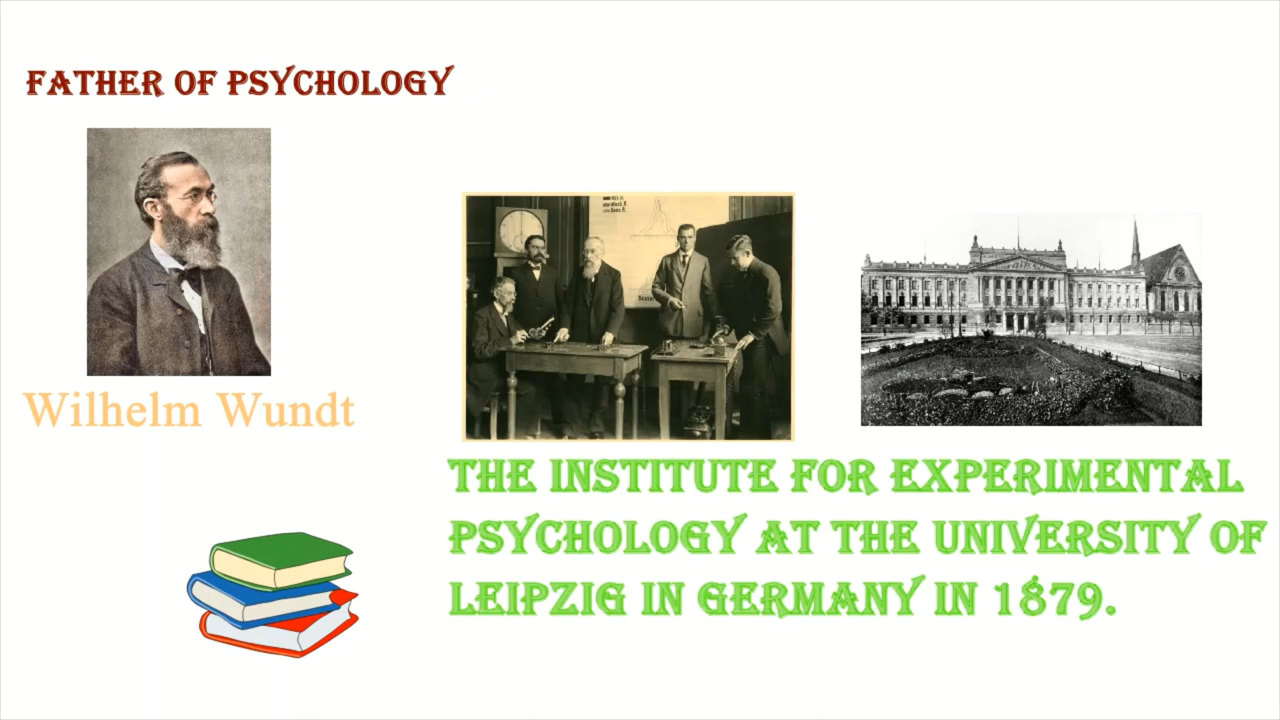 FATHER OF PSYCHOLOGY
Wilhelm Wundt
THE INSTITUTE FOR EXPERIMENTAL
PSYCHOLOGY AT THE UNIVERSITY OF
LEIPZIG IN GERMANY IN 1879.